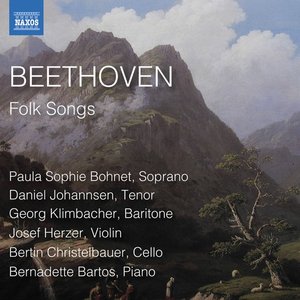 NAXOS
BEETHOVEN
Folk Songs
Paula Sophie Bohnet, Soprano
Daniel Johannsen, Tenor
Georg Klimbacher, Baritone
Josef Herzer, Violin
Bertin Christelbauer, Cello
Bernadette Bartos, Piano